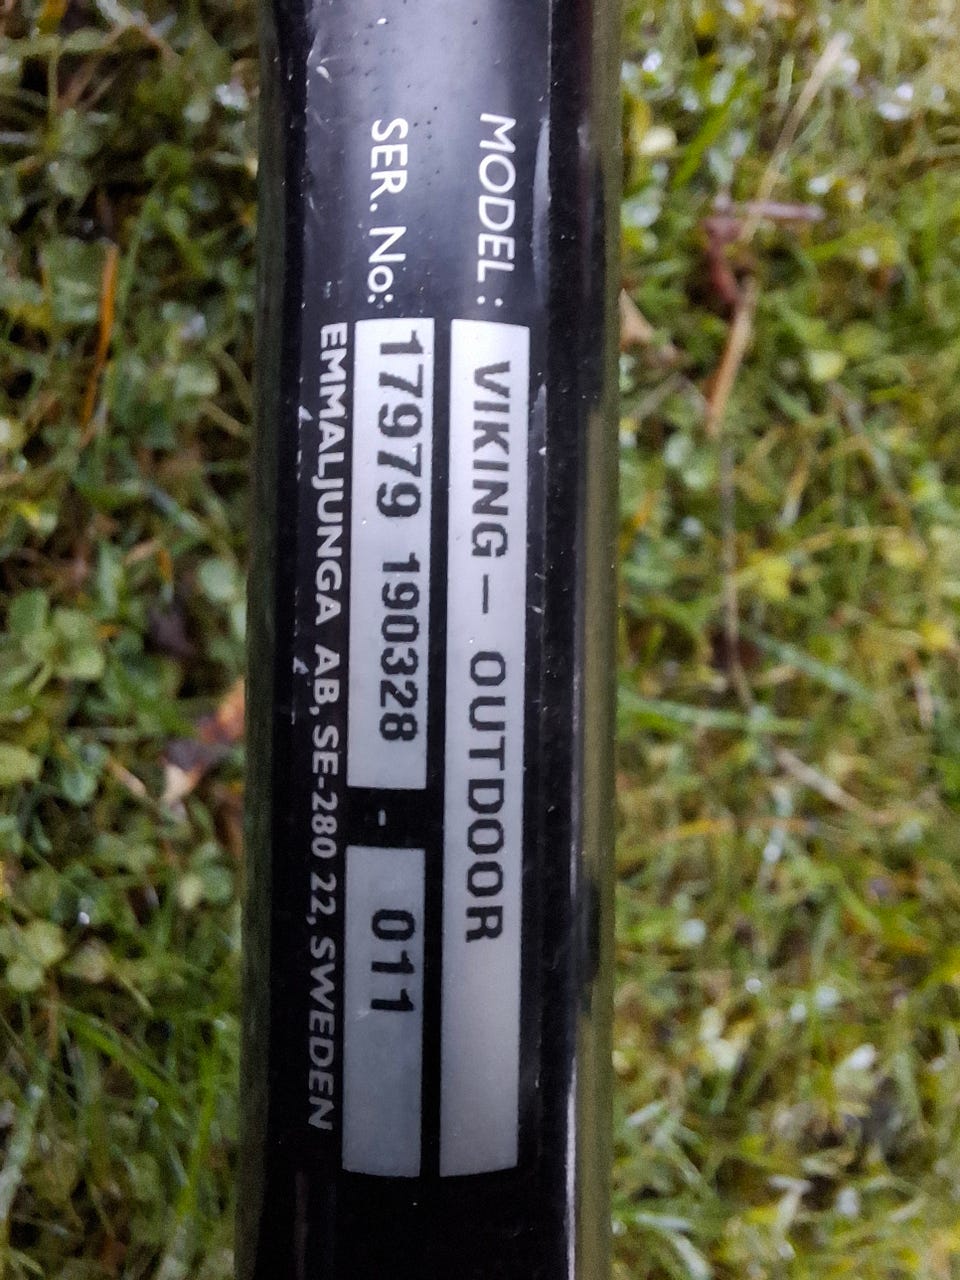 MODEL: VIKING – OUTDOOR
SER. No: 17979 190328 - 011
EMMALJUNGA AB, SE-280 22, SWEDEN